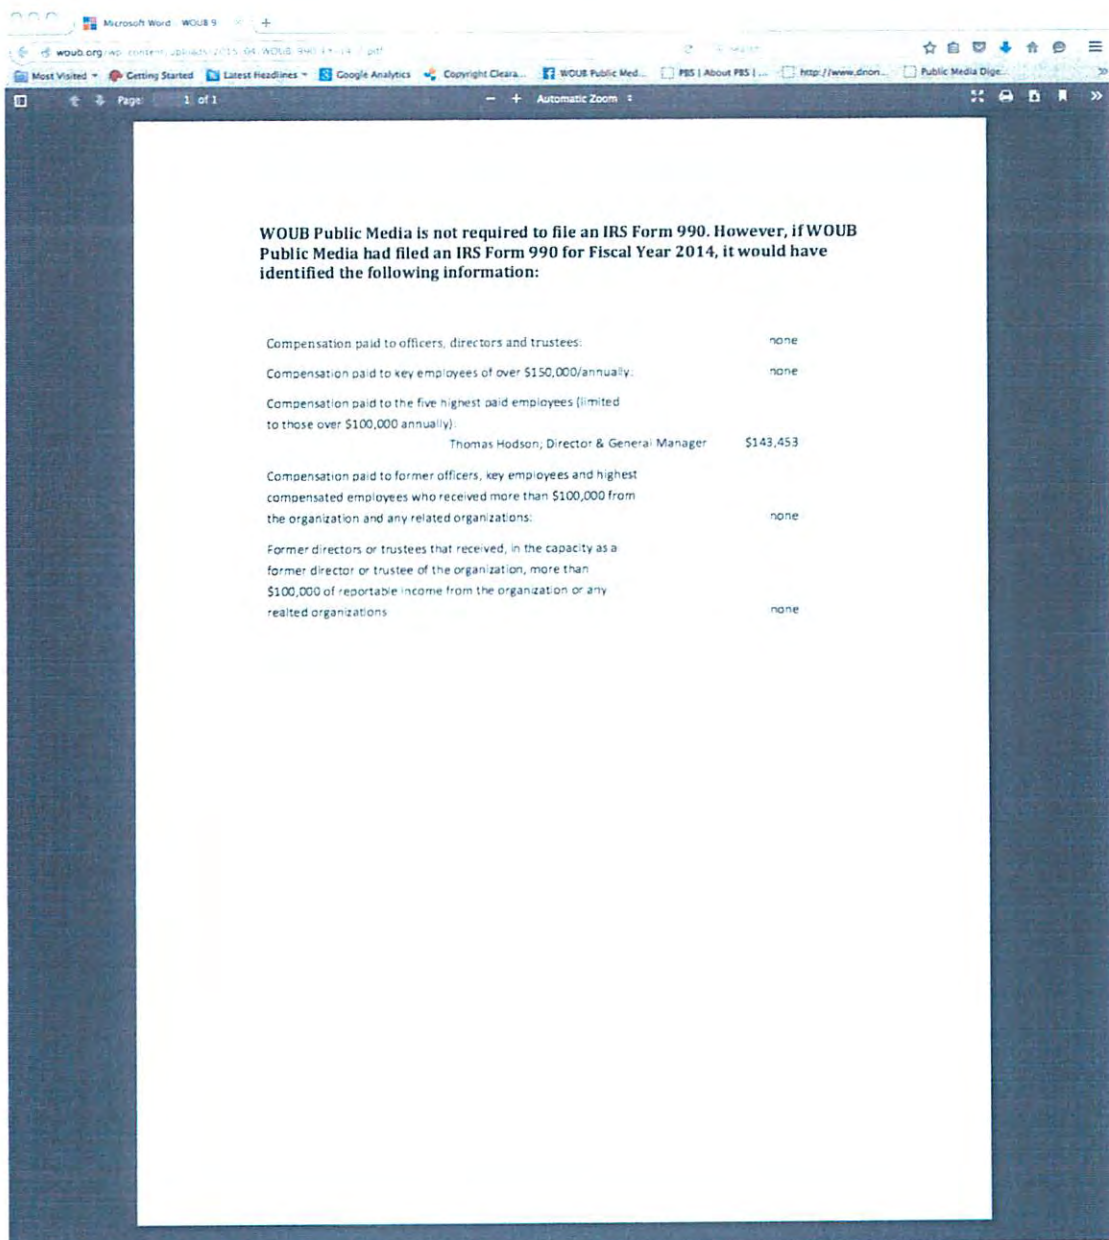 Microsoft Word - WOUB 9
woub.org
Most Visited
Getting Started
Latest Headlines
Google Analytics
Copyright Cleara...
WOUB Public Med...
PBS | About PBS | ...
http://www.dnon...
Public Media Dige...
Page: 1 of 1
Automatic Zoom
WOUB Public Media is not required to file an IRS Form 990. However, if WOUB
Public Media had filed an IRS Form 990 for Fiscal Year 2014, it would have
identified the following information:
Compensation paid to officers, directors and trustees: none
Compensation paid to key employees of over $150,000/annually: none
Compensation paid to the five highest paid employees (limited
to those over $100,000 annually):
Thomas Hodson; Director & General Manager $143,453
Compensation paid to former officers, key employees and highest
compensated employees who received more than $100,000 from
the organization and any related organizations: none
Former directors or trustees that received, in the capacity as a
former director or trustee of the organization, more than
$100,000 of reportable income from the organization or any
realted organizations none